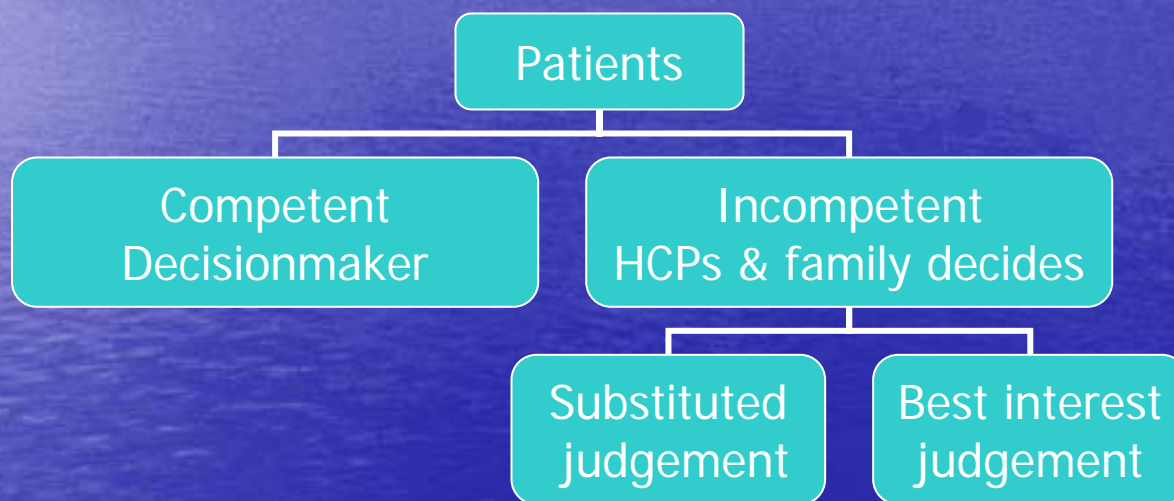 Patients
Competent
Decisionmaker
Incompetent
HCPs & family decides
Substituted
judgement
Best interest
judgement